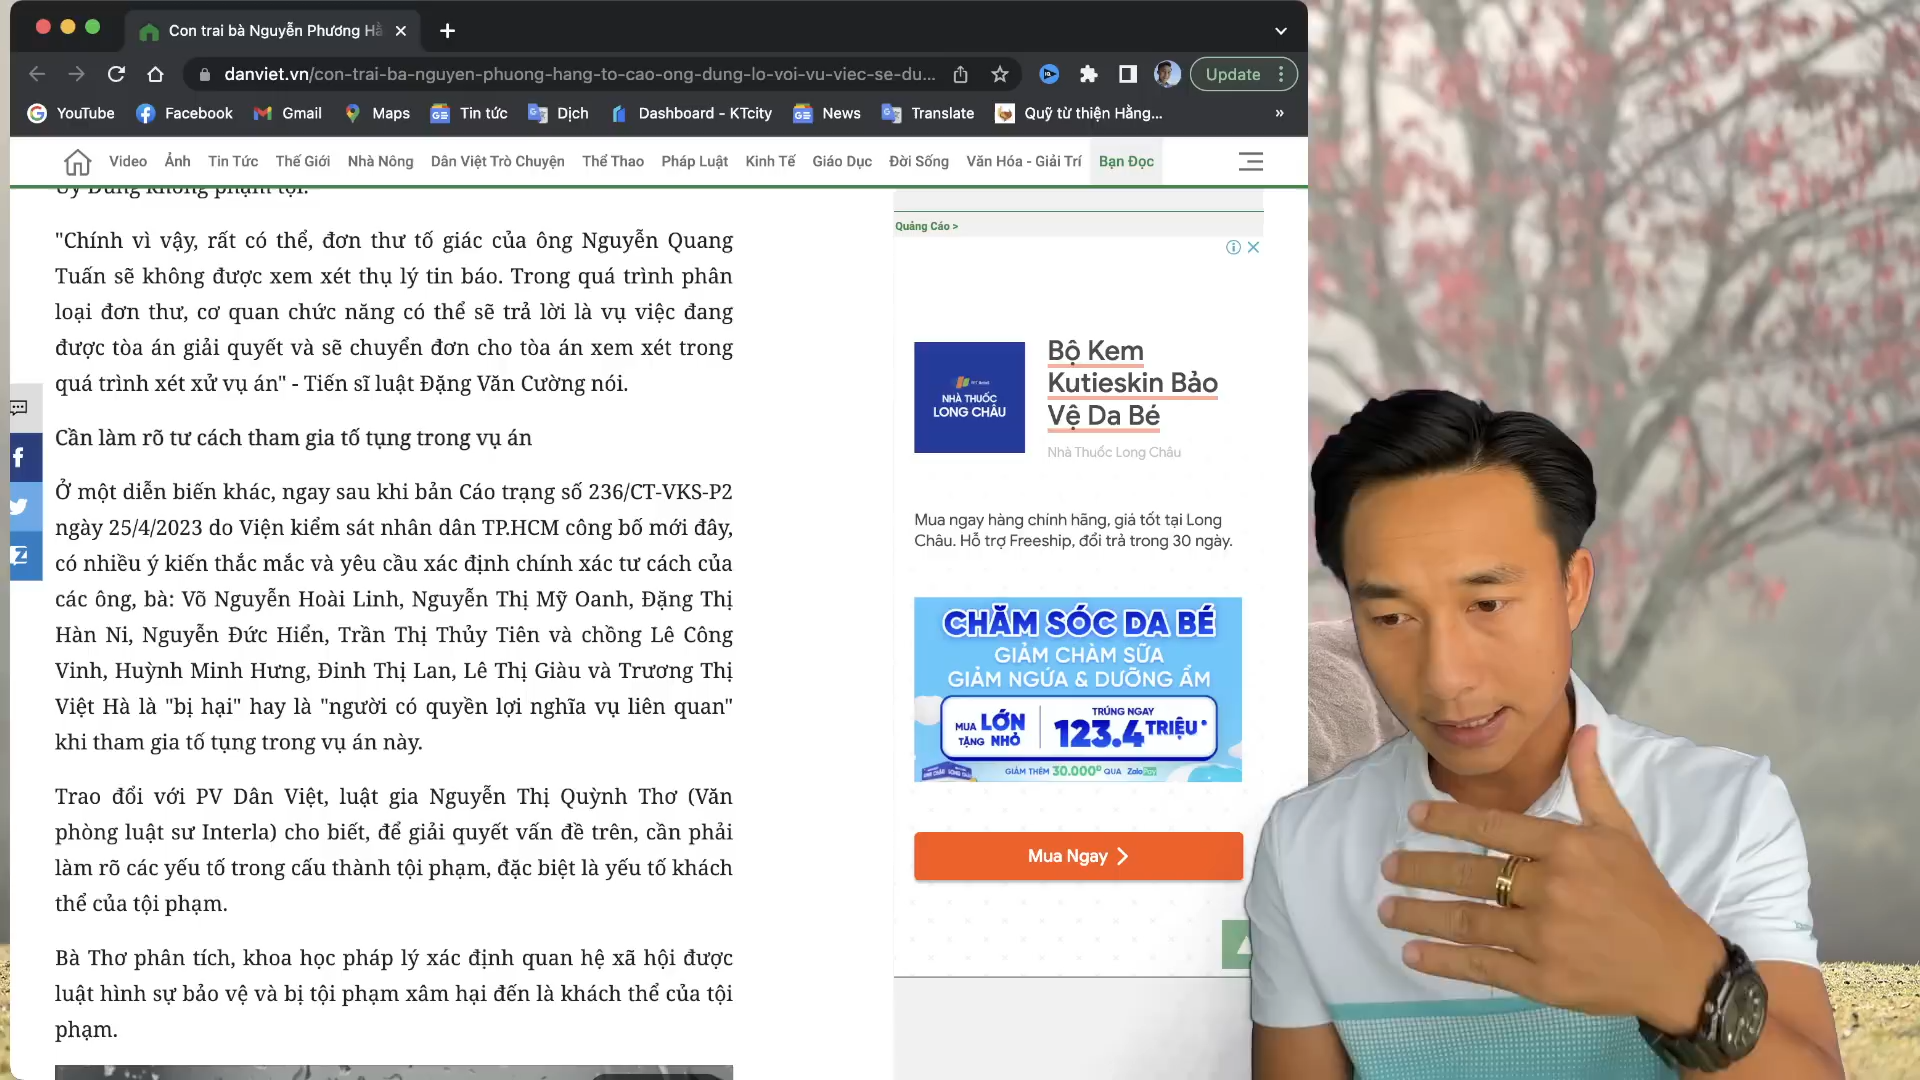 Con trai bà Nguyễn Phương Hằ
danviet.vn/con-trai-ba-nguyen-phuong-hang-to-cao-ong-dung-lo-voi-vu-viec-se-du...
Update
YouTube Facebook Gmail Maps Tin tức Dịch Dashboard - KTcity News Translate Quỹ từ thiện Hằng... »
Video Ảnh Tin Tức Thế Giới Nhà Nông Dân Việt Trò Chuyện Thể Thao Pháp Luật Kinh Tế Giáo Dục Đời Sống Văn Hóa - Giải Trí Bạn Đọc
Uy Dũng không phạm tội.
"Chính vì vậy, rất có thể, đơn thư tố giác của ông Nguyễn Quang
Tuấn sẽ không được xem xét thụ lý tin báo. Trong quá trình phân
loại đơn thư, cơ quan chức năng có thể sẽ trả lời là vụ việc đang
được tòa án giải quyết và sẽ chuyển đơn cho tòa án xem xét trong
quá trình xét xử vụ án" - Tiến sĩ luật Đặng Văn Cường nói.
Cần làm rõ tư cách tham gia tố tụng trong vụ án
Ở một diễn biến khác, ngay sau khi bản Cáo trạng số 236/CT-VKS-P2
ngày 25/4/2023 do Viện kiểm sát nhân dân TP.HCM công bố mới đây,
có nhiều ý kiến thắc mắc và yêu cầu xác định chính xác tư cách của
các ông, bà: Võ Nguyễn Hoài Linh, Nguyễn Thị Mỹ Oanh, Đặng Thị
Hàn Ni, Nguyễn Đức Hiển, Trần Thị Thủy Tiên và chồng Lê Công
Vinh, Huỳnh Minh Hưng, Đinh Thị Lan, Lê Thị Giàu và Trương Thị
Việt Hà là "bị hại" hay là "người có quyền lợi nghĩa vụ liên quan"
khi tham gia tố tụng trong vụ án này.
Trao đổi với PV Dân Việt, luật gia Nguyễn Thị Quỳnh Thơ (Văn
phòng luật sư Interla) cho biết, để giải quyết vấn đề trên, cần phải
làm rõ các yếu tố trong cấu thành tội phạm, đặc biệt là yếu tố khách
thể của tội phạm.
Bà Thơ phân tích, khoa học pháp lý xác định quan hệ xã hội được
luật hình sự bảo vệ và bị tội phạm xâm hại đến là khách thể của tội
phạm.
Quảng Cáo >
NHÀ THUỐC
LONG CHÂU
Bộ Kem
Kutieskin Bảo
Vệ Da Bé
Nhà Thuốc Long Châu
Mua ngay hàng chính hãng, giá tốt tại Long
Châu. Hỗ trợ Freeship, đổi trả trong 30 ngày.
CHĂM SÓC DA BÉ
GIẢM CHÀM SỮA
GIẢM NGỨA & DƯỠNG ẨM
MUA LỚN
TẶNG NHỎ
TRÚNG NGAY
123.4 TRIỆU*
GIẢM THÊM 30.000Đ QUA ZaloPay
Mua Ngay